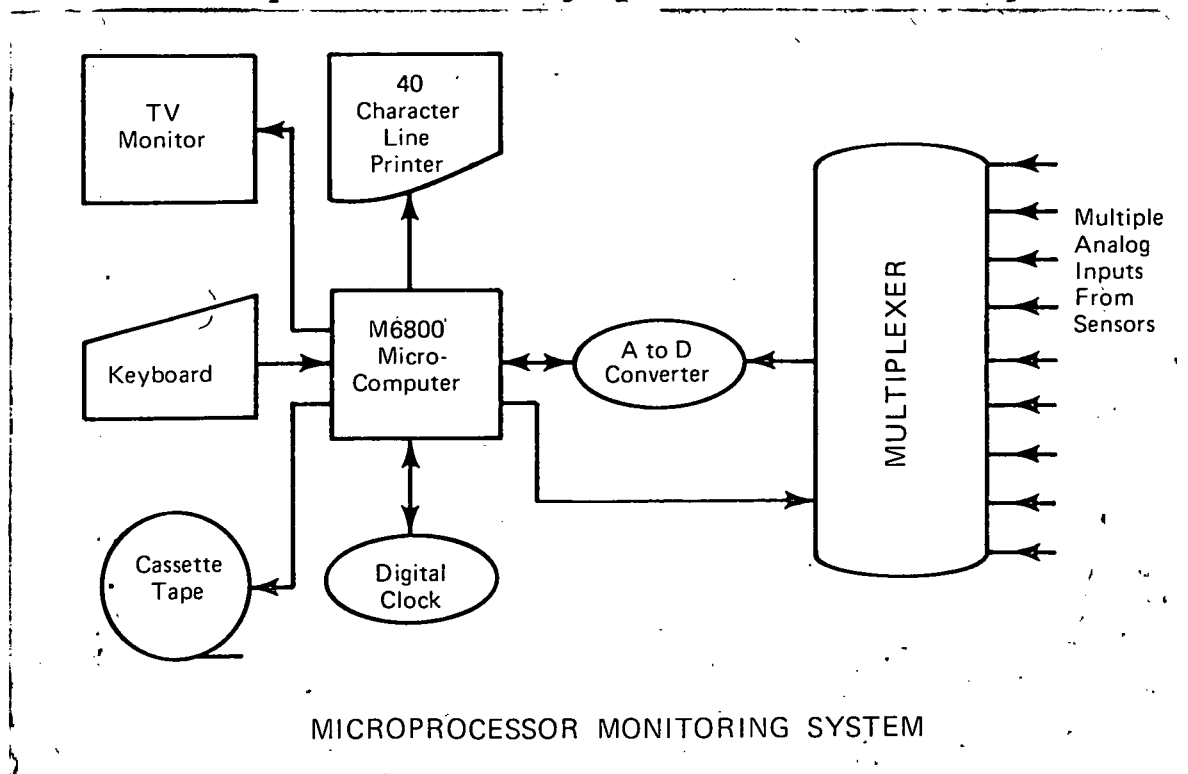 TV
Monitor
40
Character
Line
Printer
Multiple
Analog
Inputs
From
Sensors
MULTIPLEXER
M6800
Micro-
Computer
A to D
Converter
Keyboard
Cassette
Tape
Digital
Clock
MICROPROCESSOR MONITORING SYSTEM